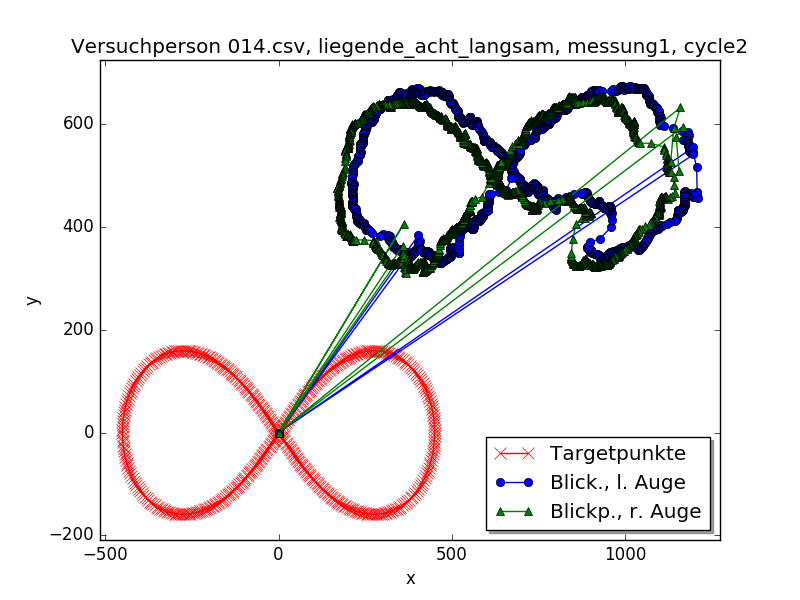 Versuchperson 014.csv, liegende_acht_langsam, messung1, cycle2
600
400
y
200
0
−200
−500
0
500
1000
x
Targetpunkte
Blick., l. Auge
Blickp., r. Auge